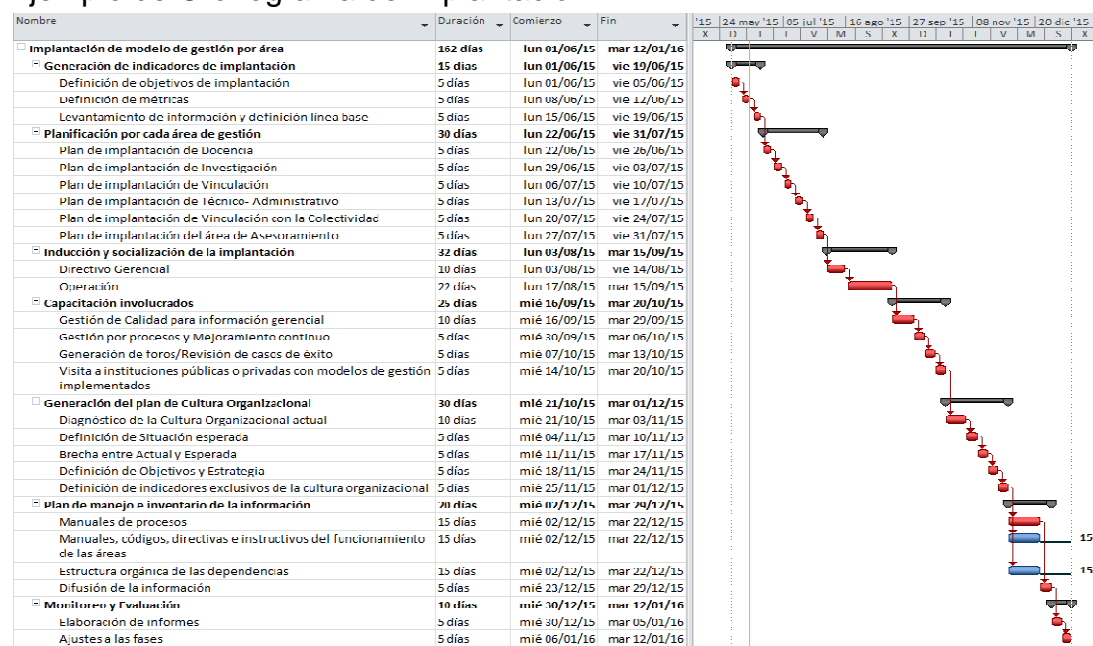 Nombre Duración Comienzo Fin '15 24 may '15 05 jul '15 16 ago '15 27 sep '15 08 nov '15 20 dic '15
X D J V M S X D J V M S X
Implantación de modelo de gestión por área 162 días lun 01/06/15 mar 12/01/16
Generación de indicadores de implantación 15 días lun 01/06/15 vie 19/06/15
Definición de objetivos de implantación 5 días lun 01/06/15 vie 05/06/15
Definición de métricas 5 días lun 08/06/15 vie 12/06/15
Levantamiento de información y definición línea base 5 días lun 15/06/15 vie 19/06/15
Planificación por cada área de gestión 30 días lun 22/06/15 vie 31/07/15
Plan de implantación de Docencia 5 días lun 22/06/15 vie 26/06/15
Plan de implantación de Investigación 5 días lun 29/06/15 vie 03/07/15
Plan de implantación de Vinculación 5 días lun 06/07/15 vie 10/07/15
Plan de implantación de Técnico- Administrativo 5 días lun 13/07/15 vie 17/07/15
Plan de implantación de Vinculación con la Colectividad 5 días lun 20/07/15 vie 24/07/15
Plan de implantación del área de Asesoramiento 5 días lun 27/07/15 vie 31/07/15
Inducción y socialización de la implantación 32 días lun 03/08/15 mar 15/09/15
Directivo Gerencial 10 días lun 03/08/15 vie 14/08/15
Operación 22 días lun 17/08/15 mar 15/09/15
Capacitación involucrados 25 días mié 16/09/15 mar 20/10/15
Gestión de Calidad para información gerencial 10 días mié 16/09/15 mar 29/09/15
Gestión por procesos y Mejoramiento continuo 5 días mié 30/09/15 mar 06/10/15
Generación de foros/Revisión de casos de éxito 5 días mié 07/10/15 mar 13/10/15
Visita a instituciones públicas o privadas con modelos de gestión 5 días mié 14/10/15 mar 20/10/15
implementados
Generación del plan de Cultura Organizacional 30 días mié 21/10/15 mar 01/12/15
Diagnóstico de la Cultura Organizacional actual 10 días mié 21/10/15 mar 03/11/15
Definición de Situación esperada 5 días mié 04/11/15 mar 10/11/15
Brecha entre Actual y Esperada 5 días mié 11/11/15 mar 17/11/15
Definición de Objetivos y Estrategia 5 días mié 18/11/15 mar 24/11/15
Definición de indicadores exclusivos de la cultura organizacional 5 días mié 25/11/15 mar 01/12/15
Plan de manejo e inventario de la información 20 días mié 02/12/15 mar 29/12/15
Manuales de procesos 15 días mié 02/12/15 mar 22/12/15
Manuales, códigos, directivas e instructivos del funcionamiento 15 días mié 02/12/15 mar 22/12/15 15
de las áreas
Estructura orgánica de las dependencias 15 días mié 02/12/15 mar 22/12/15 15
Difusión de la información 5 días mié 23/12/15 mar 29/12/15
Monitoreo y Evaluación 10 días mié 30/12/15 mar 12/01/16
Elaboración de informes 5 días mié 30/12/15 mar 05/01/16
Ajustes a las fases 5 días mié 06/01/16 mar 12/01/16